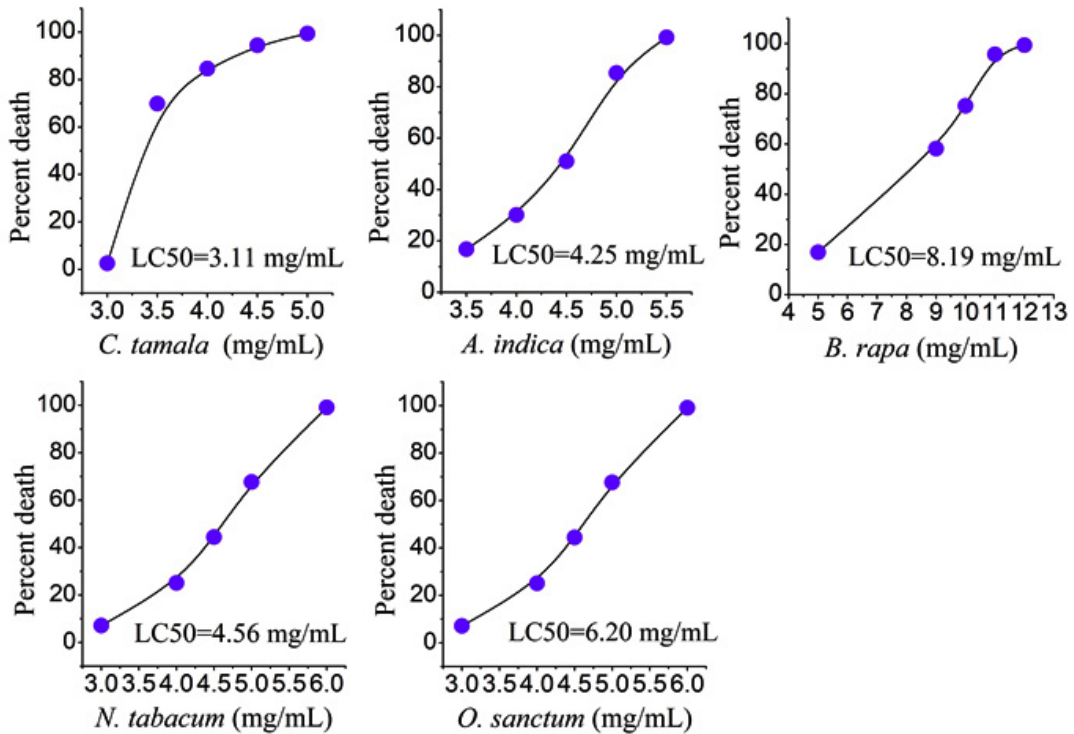 100
80
60
40
20
0
Percent death
LC50=3.11 mg/mL
3.0 3.5 4.0 4.5 5.0
C. tamala (mg/mL)
100
80
60
40
20
0
Percent death
LC50=4.25 mg/mL
3.5 4.0 4.5 5.0 5.5
A. indica (mg/mL)
100
80
60
40
20
0
Percent death
LC50=8.19 mg/mL
4 5 6 7 8 9 10 11 12 13
B. rapa (mg/mL)
100
80
60
40
20
0
Percent death
LC50=4.56 mg/mL
3.0 3.5 4.0 4.5 5.0 5.5 6.0
N. tabacum (mg/mL)
100
80
60
40
20
0
Percent death
LC50=6.20 mg/mL
3.0 3.5 4.0 4.5 5.0 5.5 6.0
O. sanctum (mg/mL)